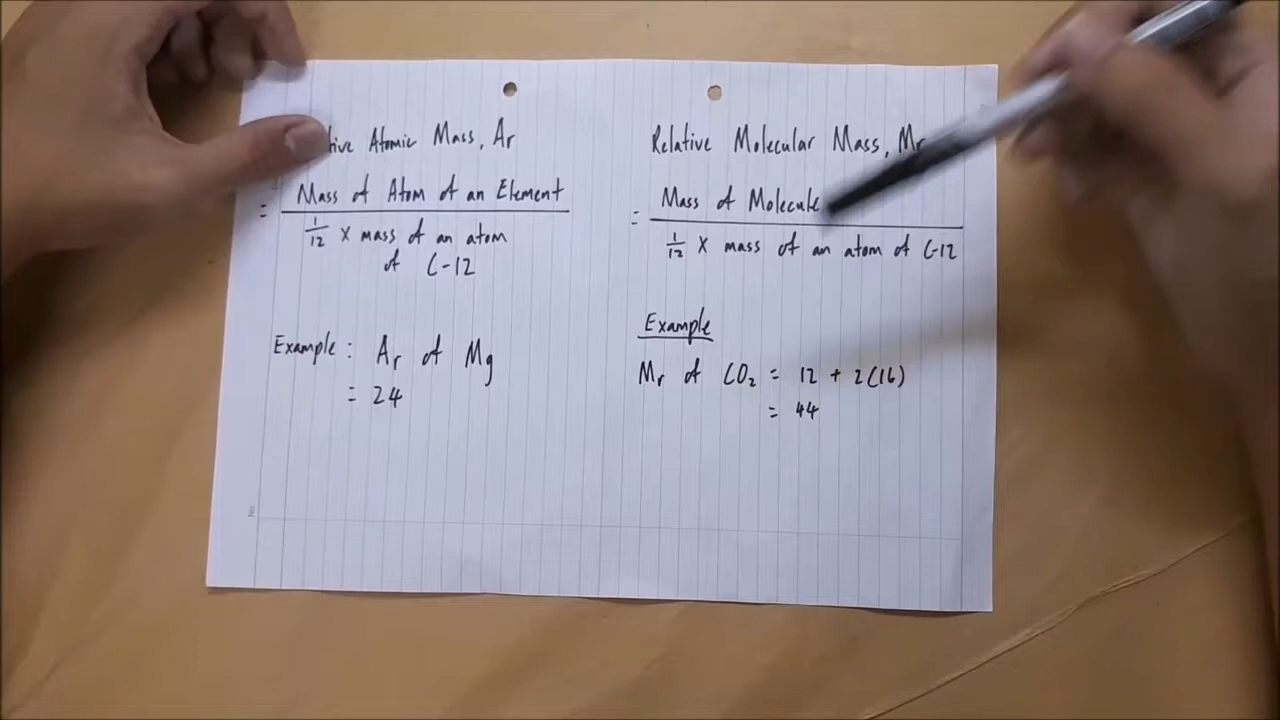 tive Atomic Mass, Ar
= Mass of Atom of an Element
1/12 x mass of an atom
of C-12
Example: Ar of Mg
= 24
Relative Molecular Mass, Mr
= Mass of Molecule
1/12 x mass of an atom of C-12
Example
Mr of CO₂ = 12 + 2(16)
= 44
No